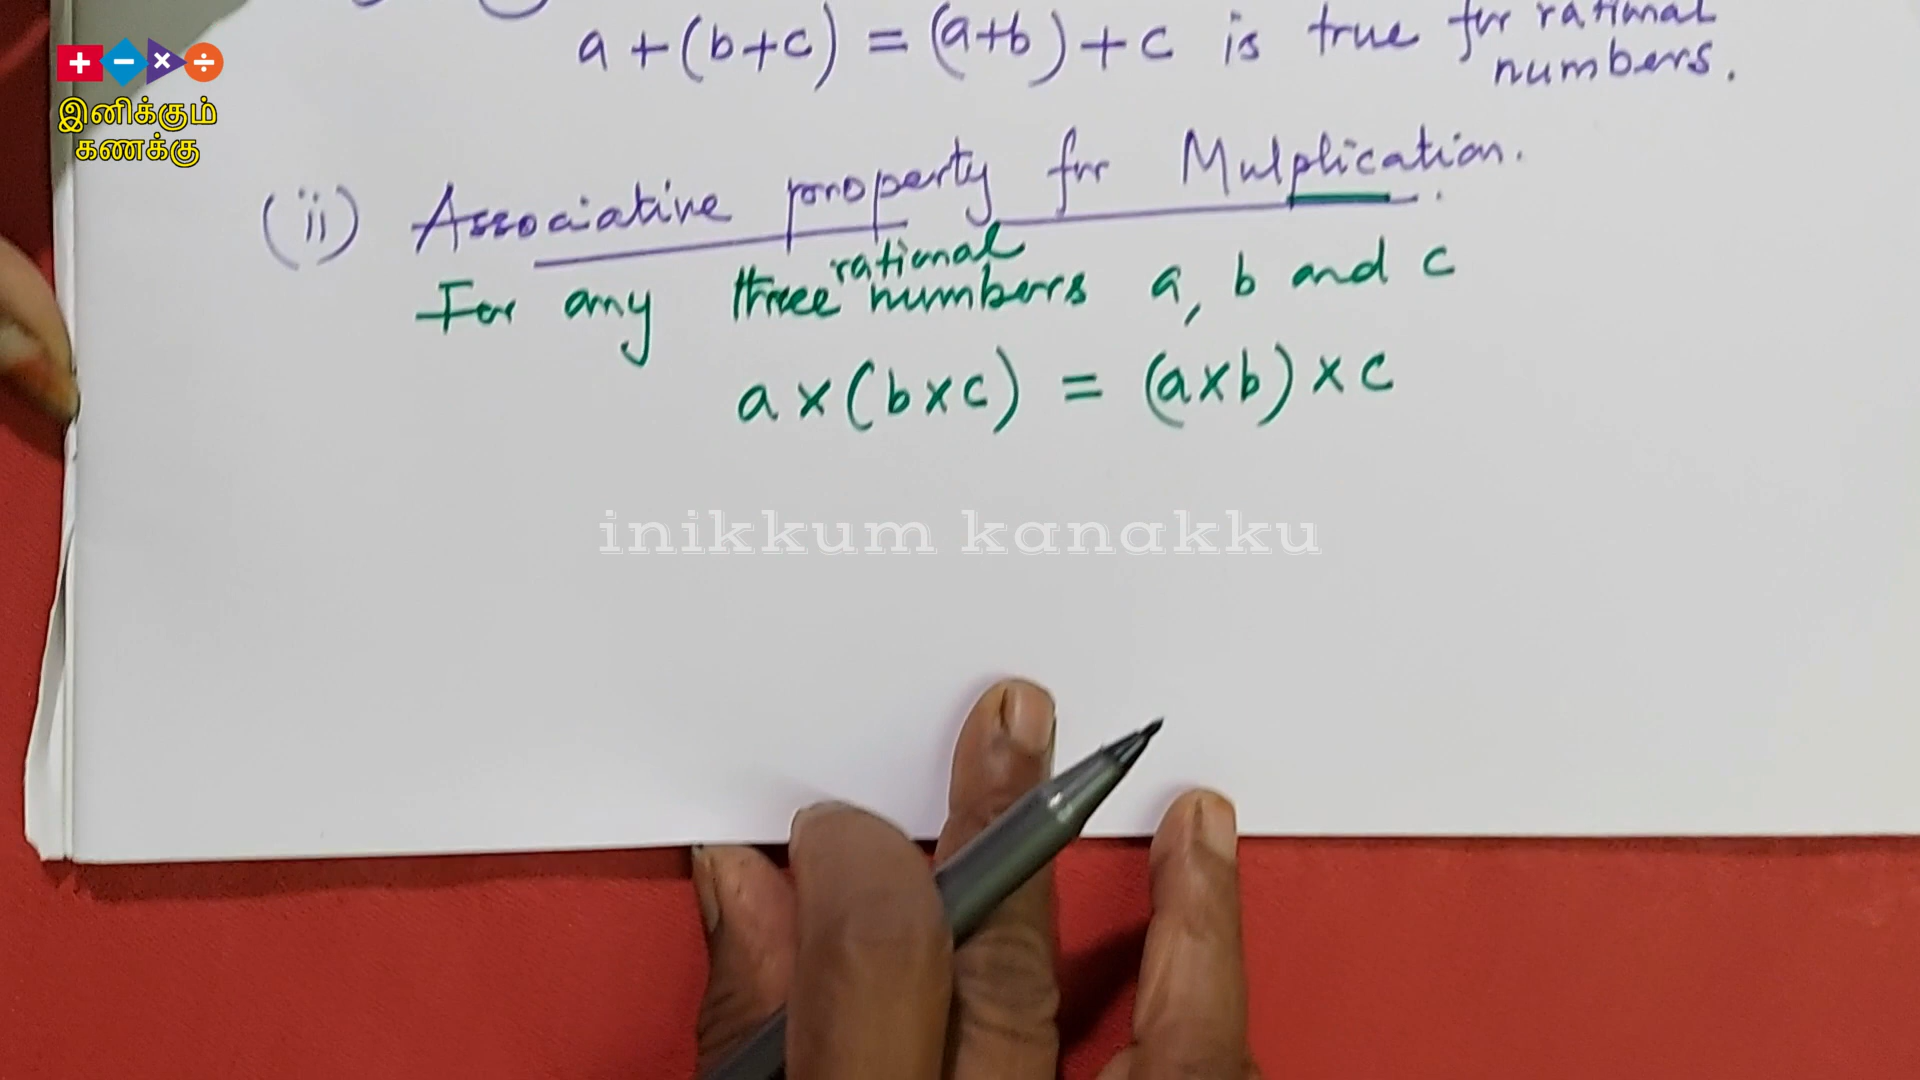 a+(b+c) = (a+b)+c is true for rational
numbers.
இனிக்கும்
கணக்கு
(ii) Associative property for Mulplication.
For any three rational numbers a, b and c
a×(b×c) = (a×b)×c
inikkum kanakku